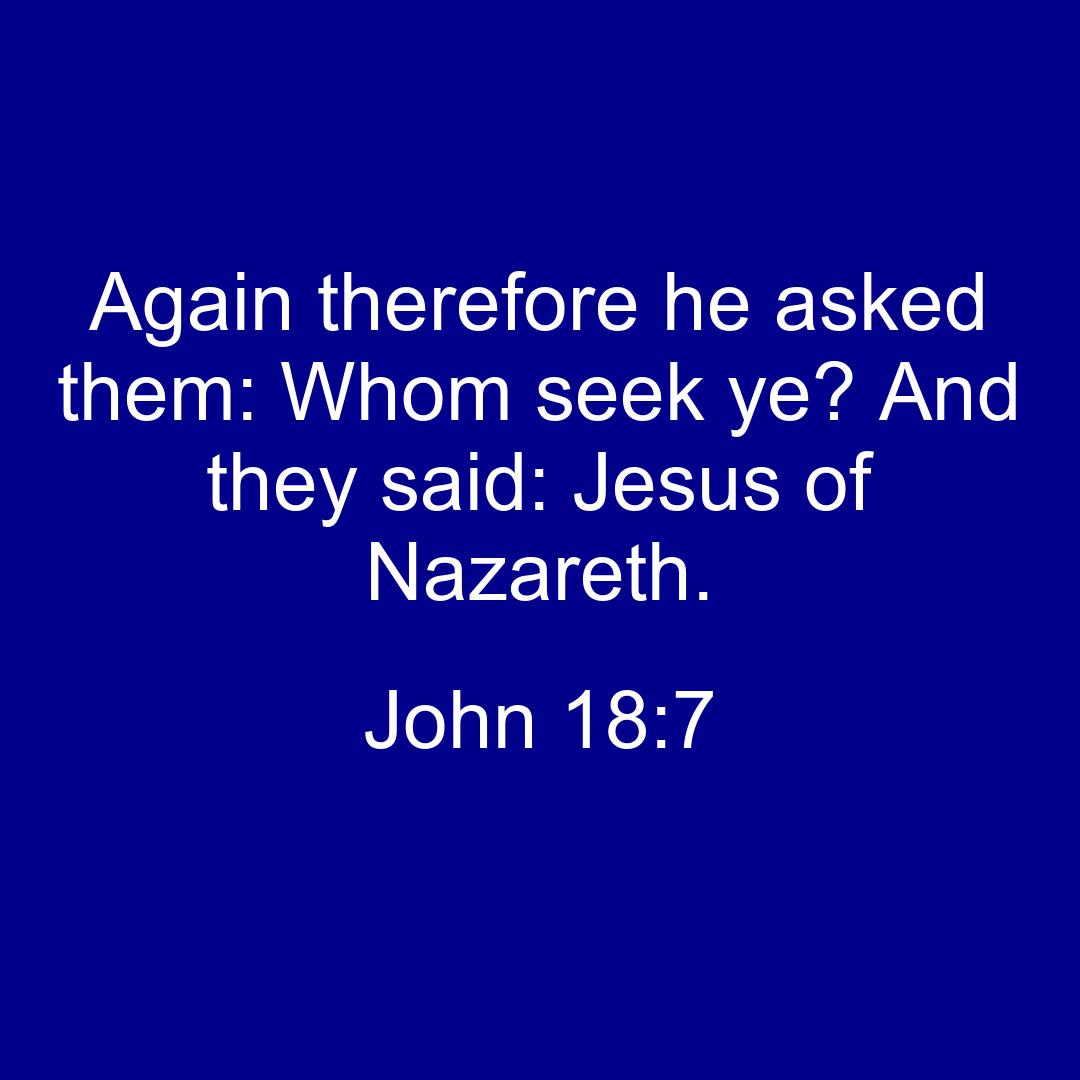 Again therefore he asked
them: Whom seek ye? And
they said: Jesus of
Nazareth.
John 18:7